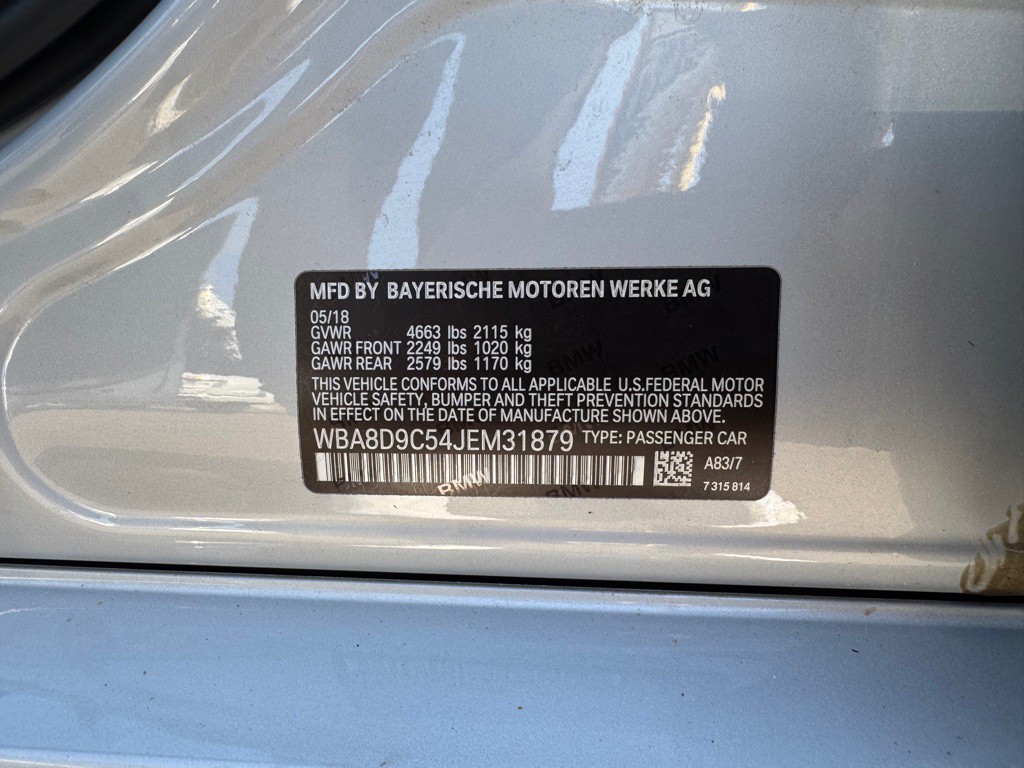 MFD BY BAYERISCHE MOTOREN WERKE AG
05/18
GVWR 4663 lbs 2115 kg
GAWR FRONT 2249 lbs 1020 kg
GAWR REAR 2579 lbs 1170 kg
THIS VEHICLE CONFORMS TO ALL APPLICABLE U.S.FEDERAL MOTOR
VEHICLE SAFETY, BUMPER AND THEFT PREVENTION STANDARDS
IN EFFECT ON THE DATE OF MANUFACTURE SHOWN ABOVE.
WBA8D9C54JEM31879 TYPE: PASSENGER CAR
A83/7
BMW
7 315 814